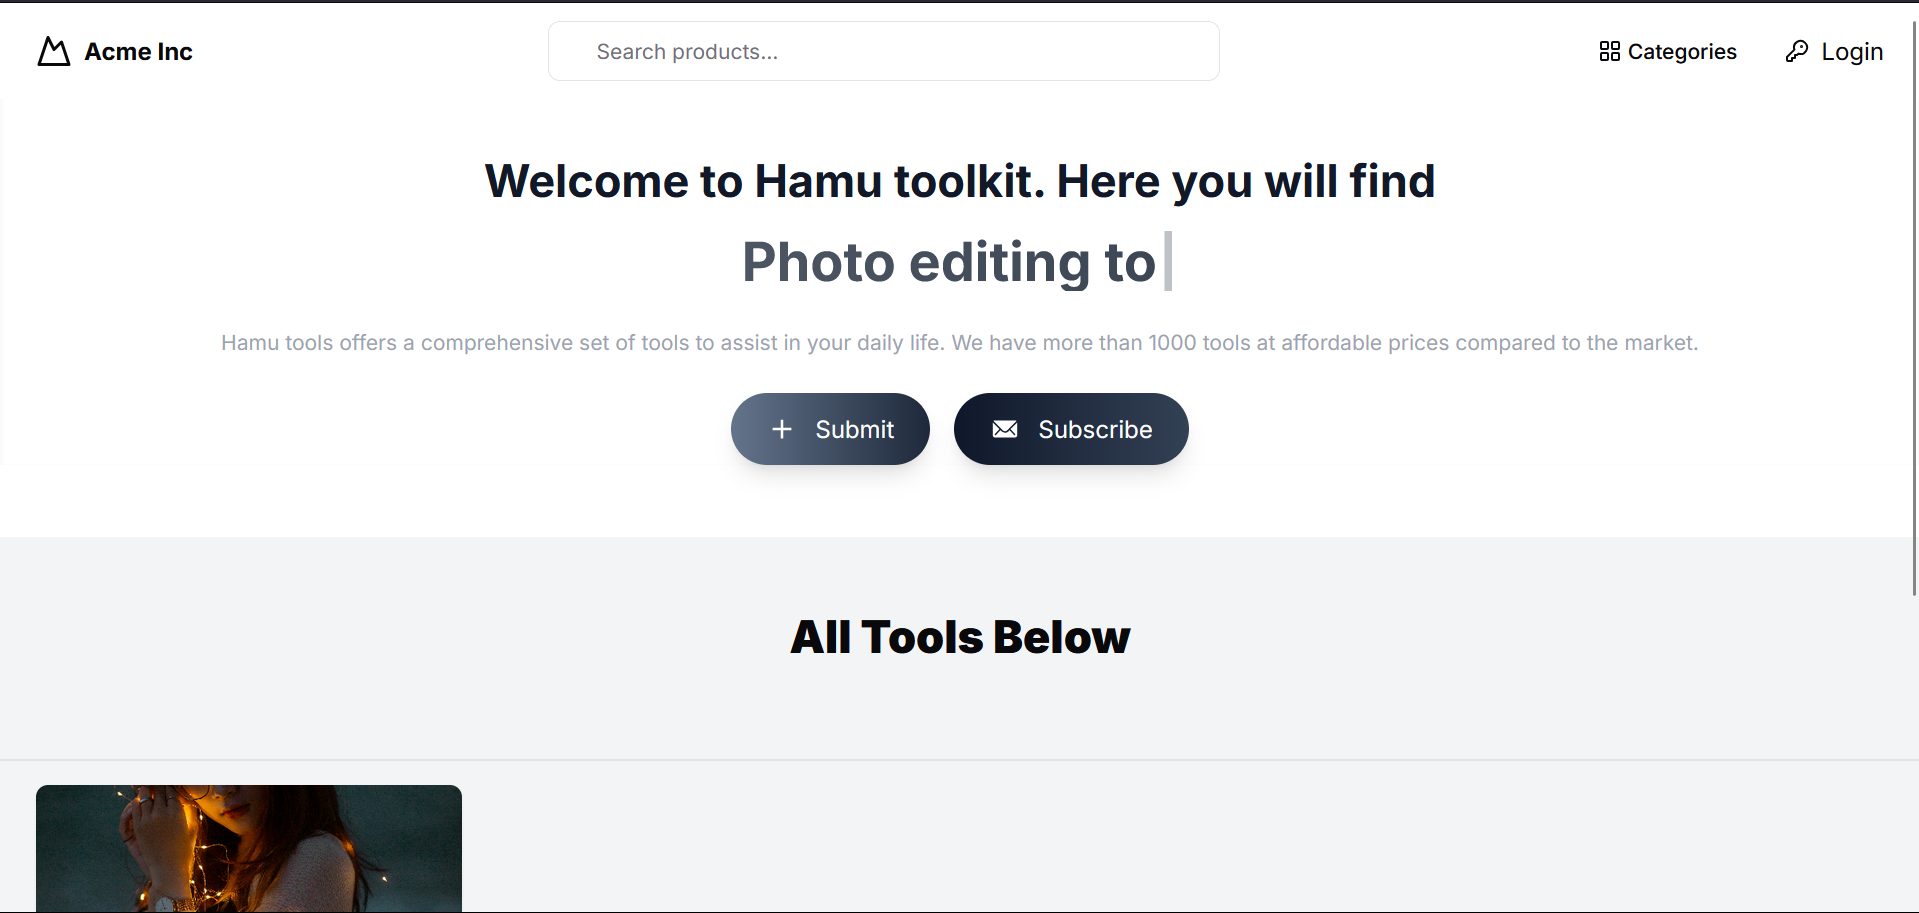 Acme Inc
Search products...
Categories
Login
Welcome to Hamu toolkit. Here you will find
Photo editing to
Hamu tools offers a comprehensive set of tools to assist in your daily life. We have more than 1000 tools at affordable prices compared to the market.
Submit
Subscribe
All Tools Below